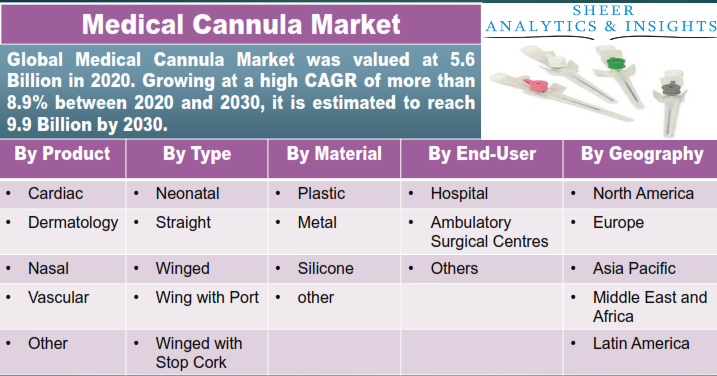 Medical Cannula Market
SHEER
ANALYTICS & INSIGHTS
Global Medical Cannula Market was valued at 5.6
Billion in 2020. Growing at a high CAGR of more than
8.9% between 2020 and 2030, it is estimated to reach
9.9 Billion by 2030.
By Product By Type By Material By End-User By Geography
• Cardiac • Neonatal • Plastic • Hospital • North America
• Dermatology • Straight • Metal • Ambulatory • Europe
Surgical Centres
• Nasal • Winged • Silicone • Others • Asia Pacific
• Vascular • Wing with Port • other • Middle East and
Africa
• Other • Winged with • Latin America
Stop Cork